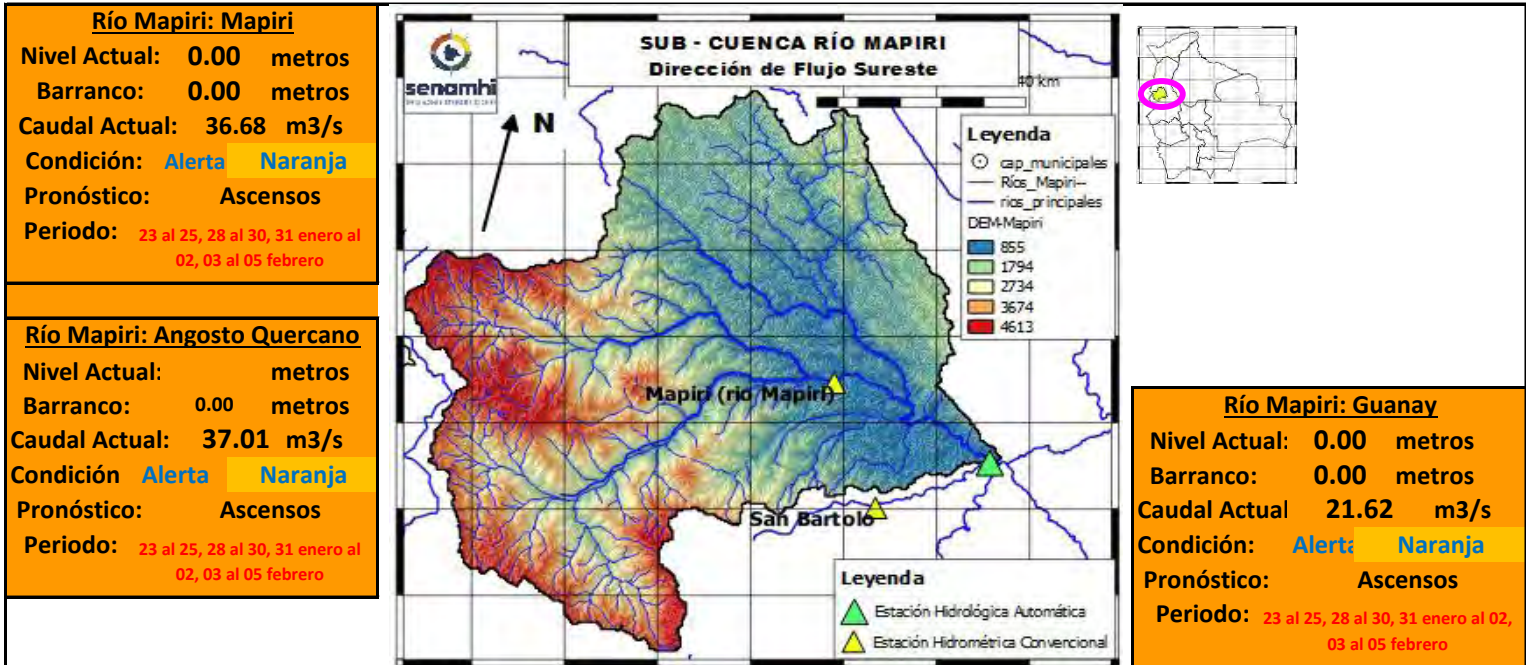 Río Mapiri: Mapiri
Nivel Actual: 0.00 metros
Barranco: 0.00 metros
Caudal Actual: 36.68 m3/s
Condición: Alerta Naranja
Pronóstico: Ascensos
Periodo: 23 al 25, 28 al 30, 31 enero al
02, 03 al 05 febrero
Río Mapiri: Angosto Quercano
Nivel Actual: metros
Barranco: 0.00 metros
Caudal Actual: 37.01 m3/s
Condición Alerta Naranja
Pronóstico: Ascensos
Periodo: 23 al 25, 28 al 30, 31 enero al
02, 03 al 05 febrero
senamhi
SUB - CUENCA RÍO MAPIRI
Dirección de Flujo Sureste
N
40 km
Leyenda
cap_municipales
Ríos_Mapiri--
rios_principales
DEM-Mapiri
855
1794
2734
3674
4613
Mapiri (rio Mapiri)
San Bartolo
Leyenda
Estación Hidrológica Automática
Estación Hidrométrica Convencional
Río Mapiri: Guanay
Nivel Actual: 0.00 metros
Barranco: 0.00 metros
Caudal Actual 21.62 m3/s
Condición: Alerta Naranja
Pronóstico: Ascensos
Periodo: 23 al 25, 28 al 30, 31 enero al 02,
03 al 05 febrero